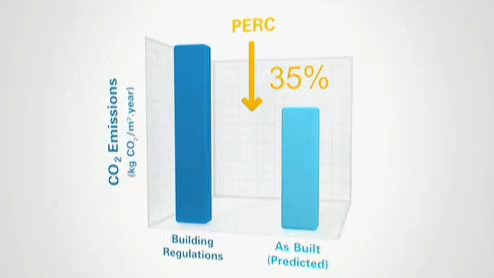 PERC
35%
CO₂ Emissions
(kg CO₂/m².year)
Building
Regulations
As Built
(Predicted)